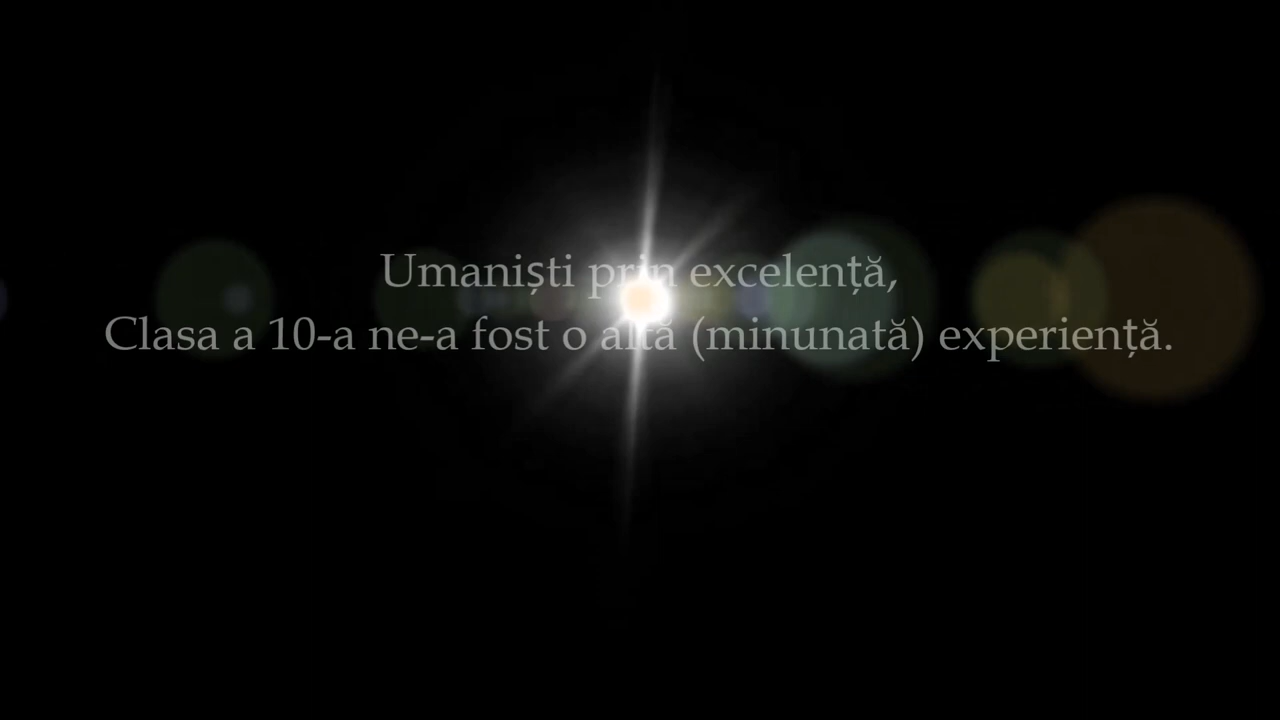 Umaniști prin excelență,
Clasa a 10-a ne-a fost o altă (minunată) experiență.